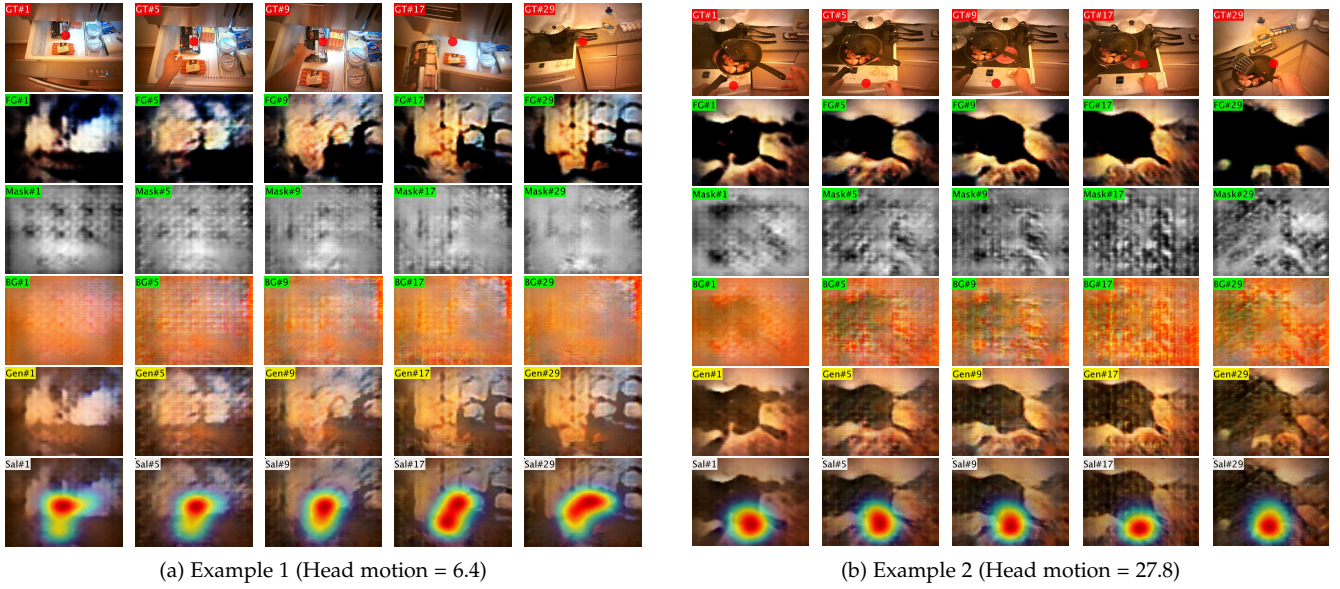 GT#1 GT#5 GT#9 GT#17 GT#29
FG#1 FG#5 FG#9 FG#17 FG#29
Mask#1 Mask#5 Mask#9 Mask#17 Mask#29
BG#1 BG#5 BG#9 BG#17 BG#29
Gen#1 Gen#5 Gen#9 Gen#17 Gen#29
Sal#1 Sal#5 Sal#9 Sal#17 Sal#29
(a) Example 1 (Head motion = 6.4)
GT#1 GT#5 GT#9 GT#17 GT#29
FG#1 FG#5 FG#9 FG#17 FG#29
Mask#1 Mask#5 Mask#9 Mask#17 Mask#29
BG#1 BG#5 BG#9 BG#17 BG#29
Gen#1 Gen#5 Gen#9 Gen#17 Gen#29
Sal#1 Sal#5 Sal#9 Sal#17 Sal#29
(b) Example 2 (Head motion = 27.8)